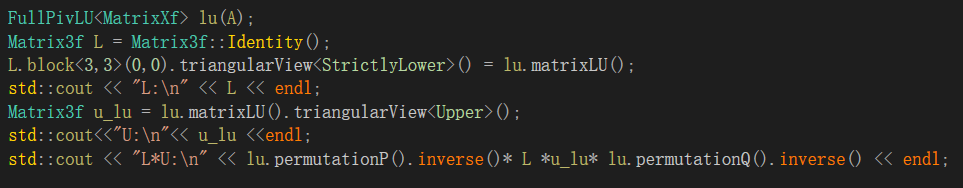 FullPivLU<MatrixXf> lu(A);
Matrix3f L = Matrix3f::Identity();
L.block<3,3>(0,0).triangularView<StrictlyLower>() = lu.matrixLU();
std::cout << "L:\n" << L << endl;
Matrix3f u_lu = lu.matrixLU().triangularView<Upper>();
std::cout<<"U:\n"<< u_lu <<endl;
std::cout << "L*U:\n" << lu.permutationP().inverse()* L *u_lu* lu.permutationQ().inverse() << endl;